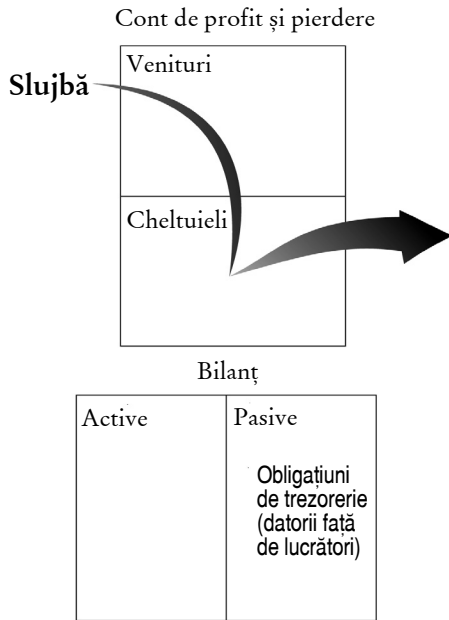 Cont de profit și pierdere
Venituri
Slujbă
Cheltuieli
Bilanț
Active
Pasive
Obligațiuni
de trezorerie
(datorii față
de lucrători)